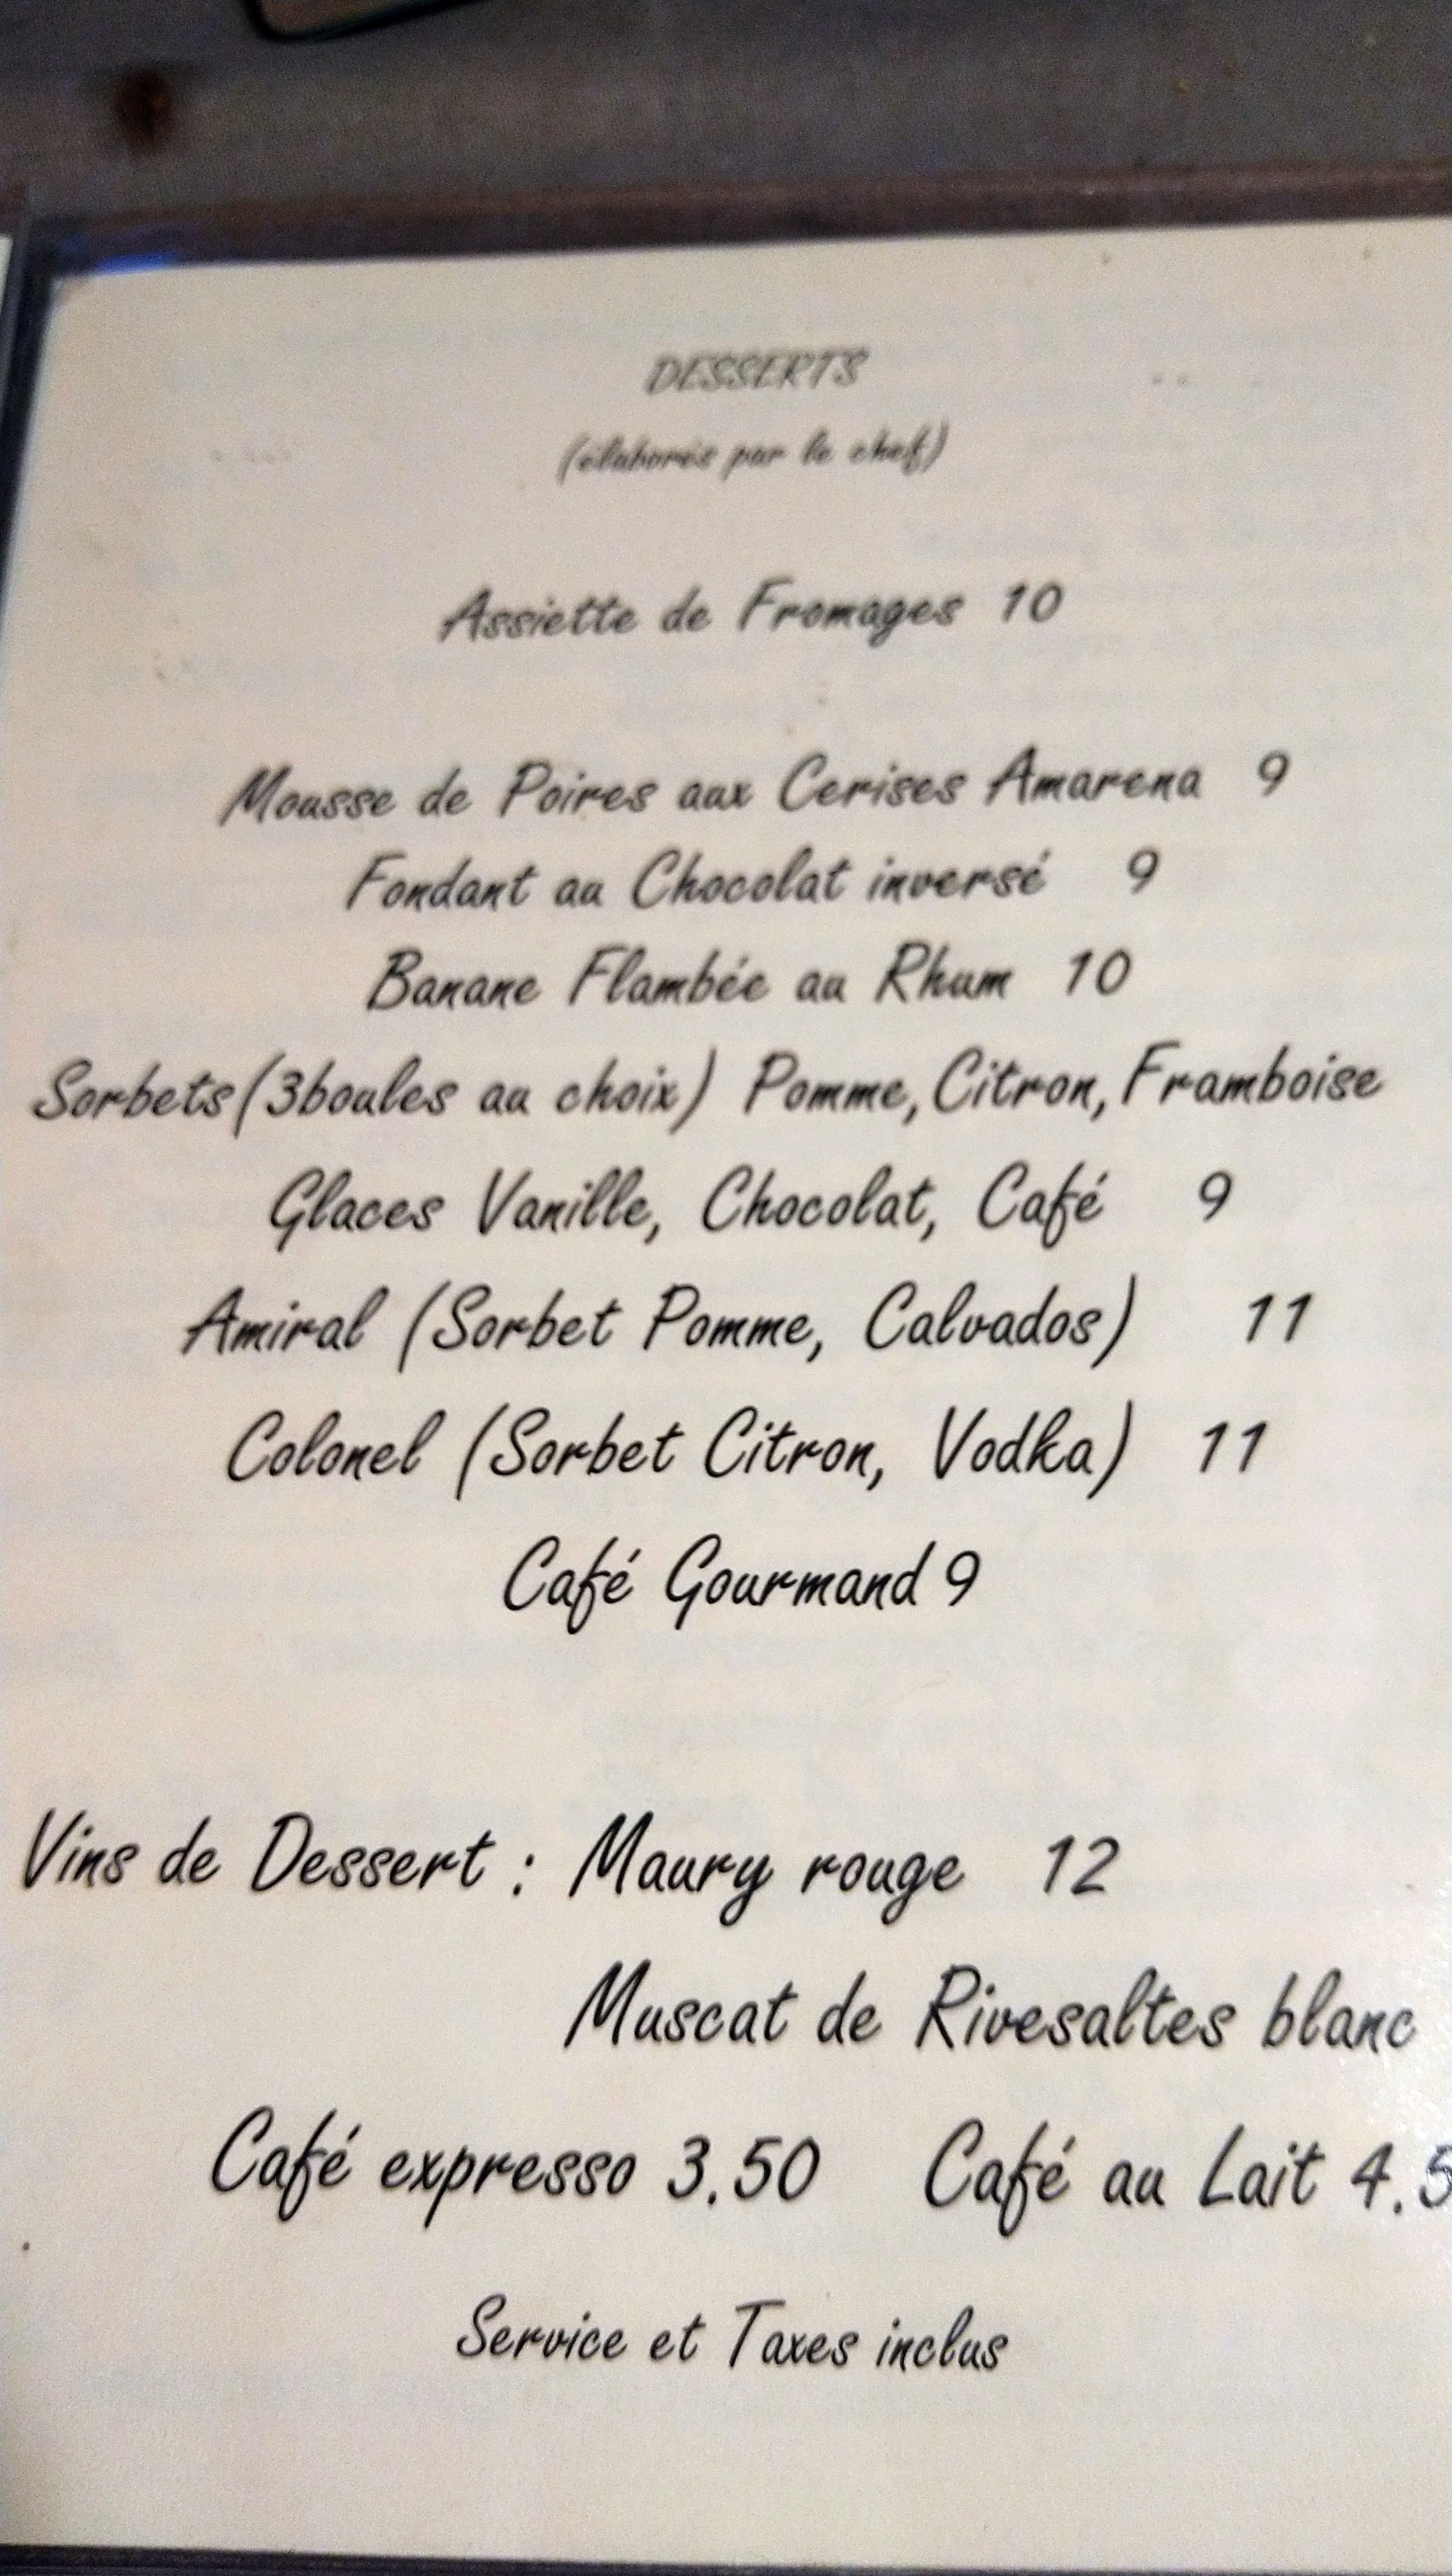 DESSERTS
(élaborés par le chef)
Assiette de Fromages 10
Mousse de Poires aux Cerises Amarena 9
Fondant au Chocolat inversé 9
Banane Flambée au Rhum 10
Sorbets(3boules au choix) Pomme,Citron,Framboise
Glaces Vanille, Chocolat, Café 9
Amiral (Sorbet Pomme, Calvados) 11
Colonel (Sorbet Citron, Vodka) 11
Café Gourmand 9
Vins de Dessert : Maury rouge 12
Muscat de Rivesaltes blanc
Café expresso 3.50 Café au Lait 4.5
Service et Taxes inclus